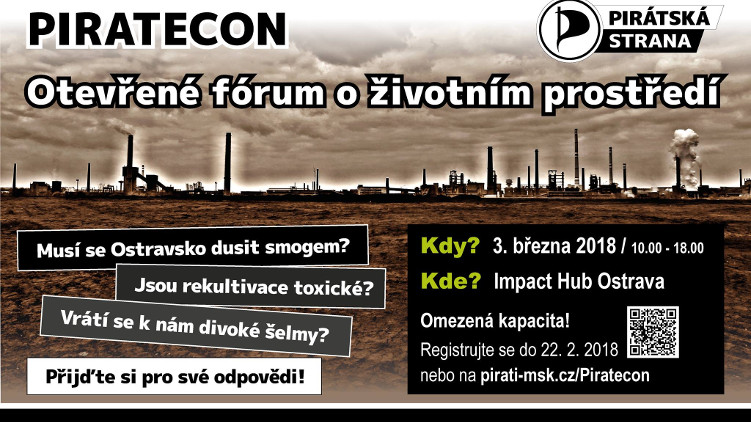 PIRATECON
PIRÁTSKÁ
STRANA
Otevřené fórum o životním prostředí
Musí se Ostravsko dusit smogem?
Jsou rekultivace toxické?
Vrátí se k nám divoké šelmy?
Přijďte si pro své odpovědi!
Kdy? 3. března 2018 / 10.00 - 18.00
Kde? Impact Hub Ostrava
Omezená kapacita!
Registrujte se do 22. 2. 2018
nebo na pirati-msk.cz/Piratecon